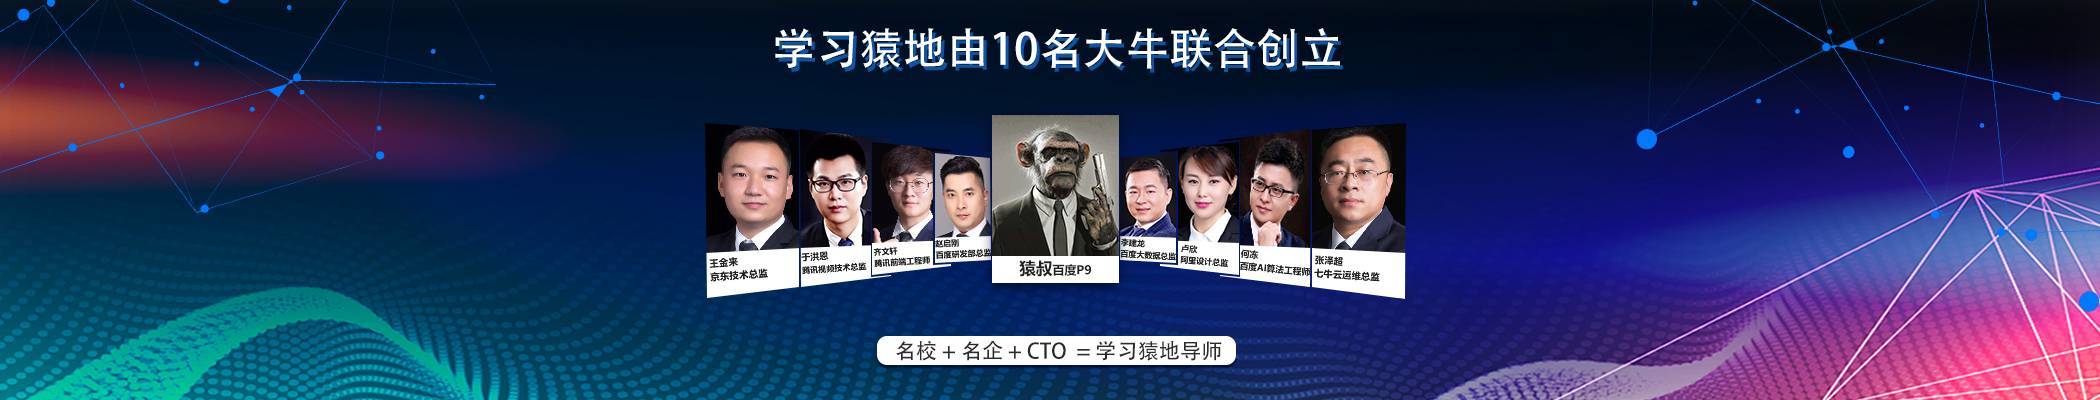 学习猿地由10名大牛联合创立
王金来
京东技术总监
于洪恩
腾讯视频技术总监
齐文轩
腾讯前端工程师
赵启刚
百度研发部总监
猿叔百度P9
李建龙
百度大数据总监
卢欣
阿里设计总监
何冻
百度AI算法工程师
张泽超
七牛云运维总监
名校 + 名企 + CTO = 学习猿地导师